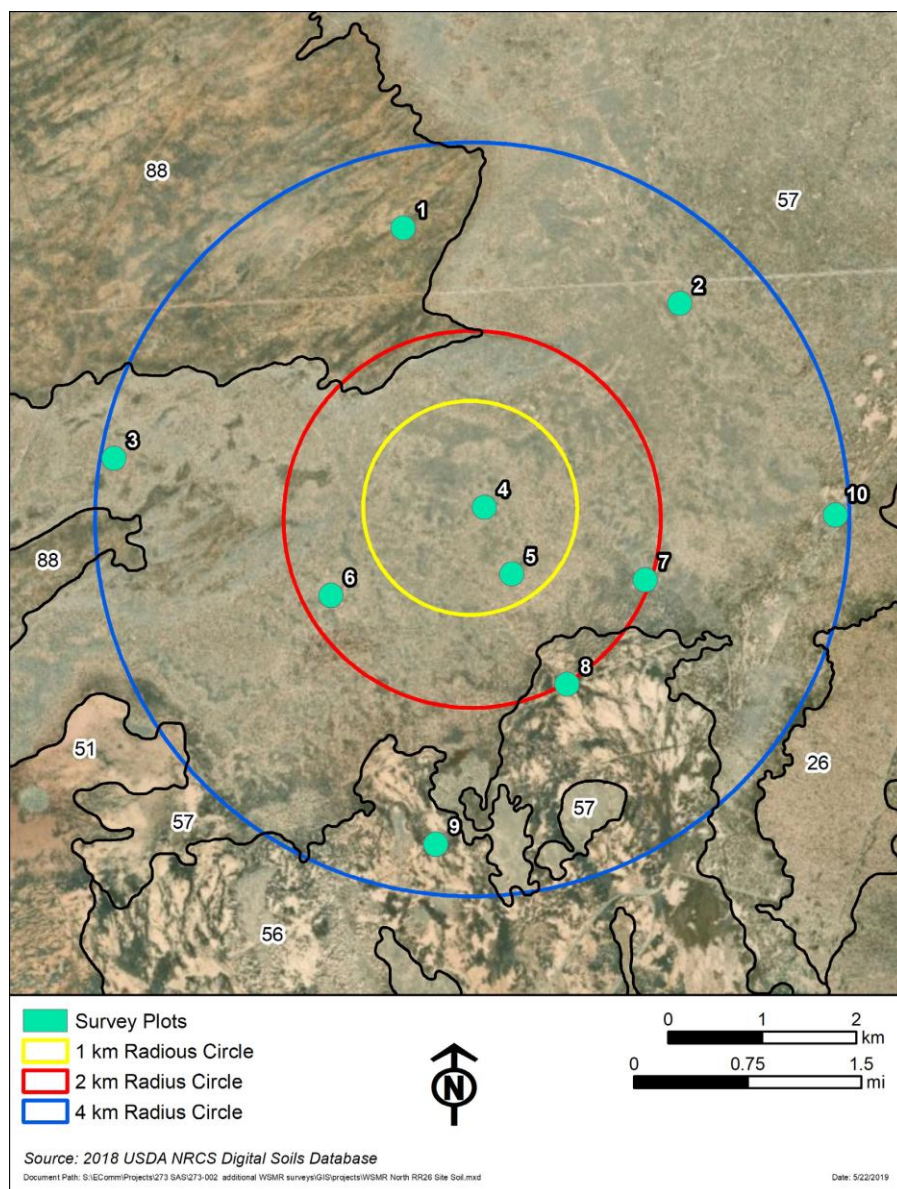 88
1
57
2
3
4
10
88
5
6
7
8
51
26
57
57
9
56
Survey Plots
1 km Radious Circle
2 km Radius Circle
4 km Radius Circle
N
0 1 2
km
0 0.75 1.5
mi
Source: 2018 USDA NRCS Digital Soils Database
Document Path: S:\EComm\Projects\273 SAS\273-002 additional WSMR surveys\GIS\projects\WSMR North RR26 Site Soil.mxd
Date: 5/22/2019